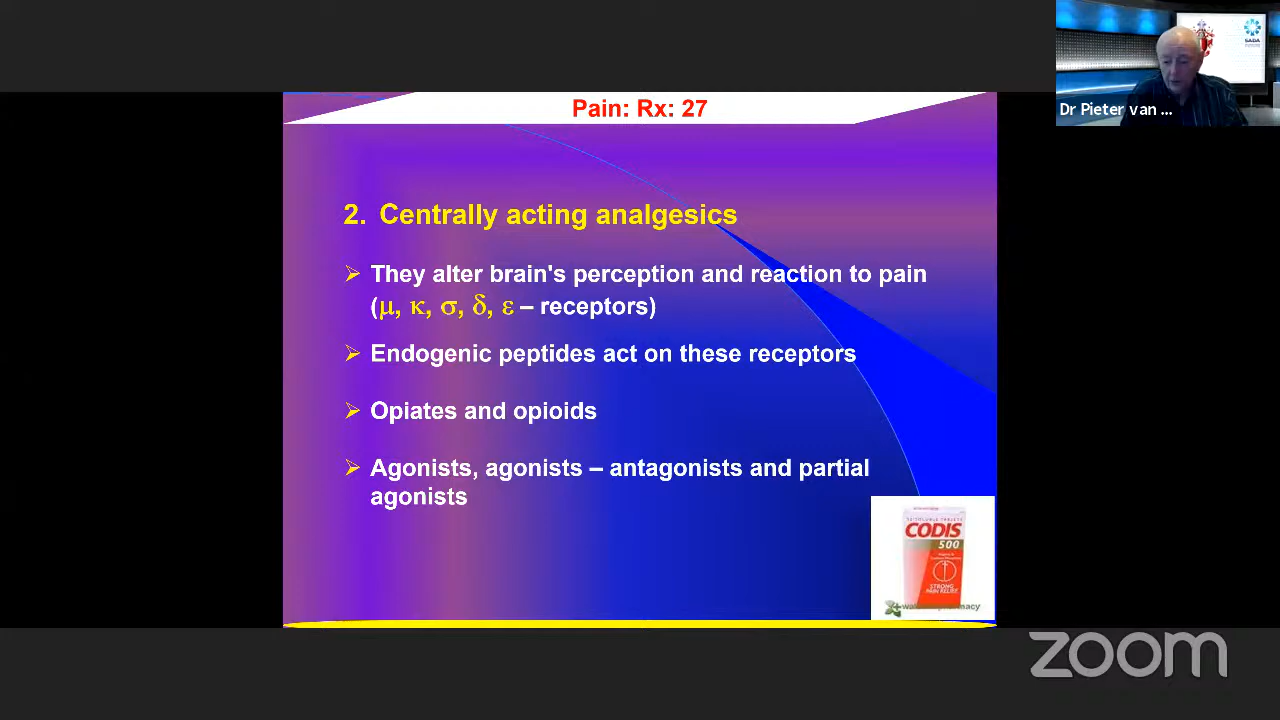 Pain: Rx: 27
Dr Pieter van ...
SADA
2. Centrally acting analgesics
➢ They alter brain's perception and reaction to pain
(μ, κ, σ, δ, ε – receptors)
➢ Endogenic peptides act on these receptors
➢ Opiates and opioids
➢ Agonists, agonists – antagonists and partial
agonists
CODIS
500
STRONG
PAIN RELIEF
zoom